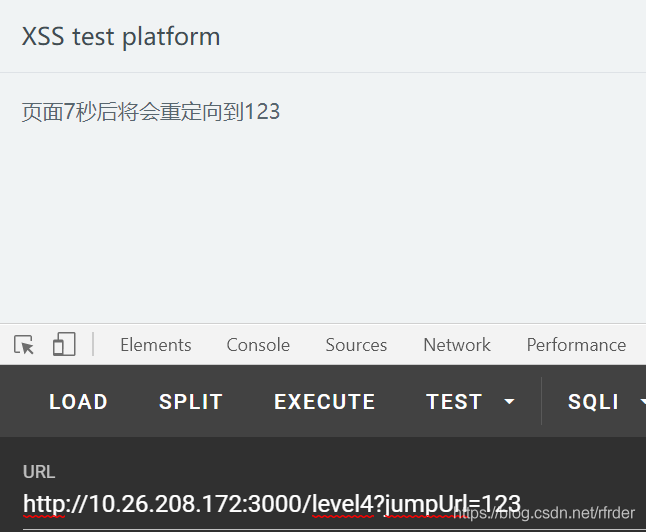 XSS test platform
页面7秒后将会重定向到123
Elements Console Sources Network Performance
LOAD SPLIT EXECUTE TEST SQLI
URL
http://10.26.208.172:3000/level4?jumpUrl=123
https://blog.csdn.net/rfrder